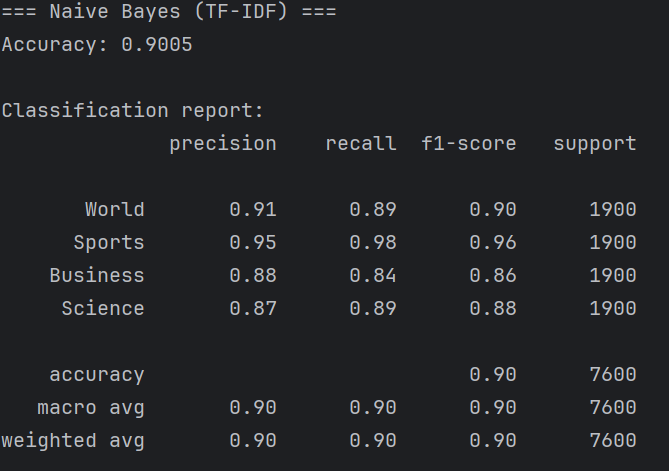 === Naive Bayes (TF-IDF) ===
Accuracy: 0.9005
Classification report:
precision recall f1-score support
World 0.91 0.89 0.90 1900
Sports 0.95 0.98 0.96 1900
Business 0.88 0.84 0.86 1900
Science 0.87 0.89 0.88 1900
accuracy 0.90 7600
macro avg 0.90 0.90 0.90 7600
weighted avg 0.90 0.90 0.90 7600